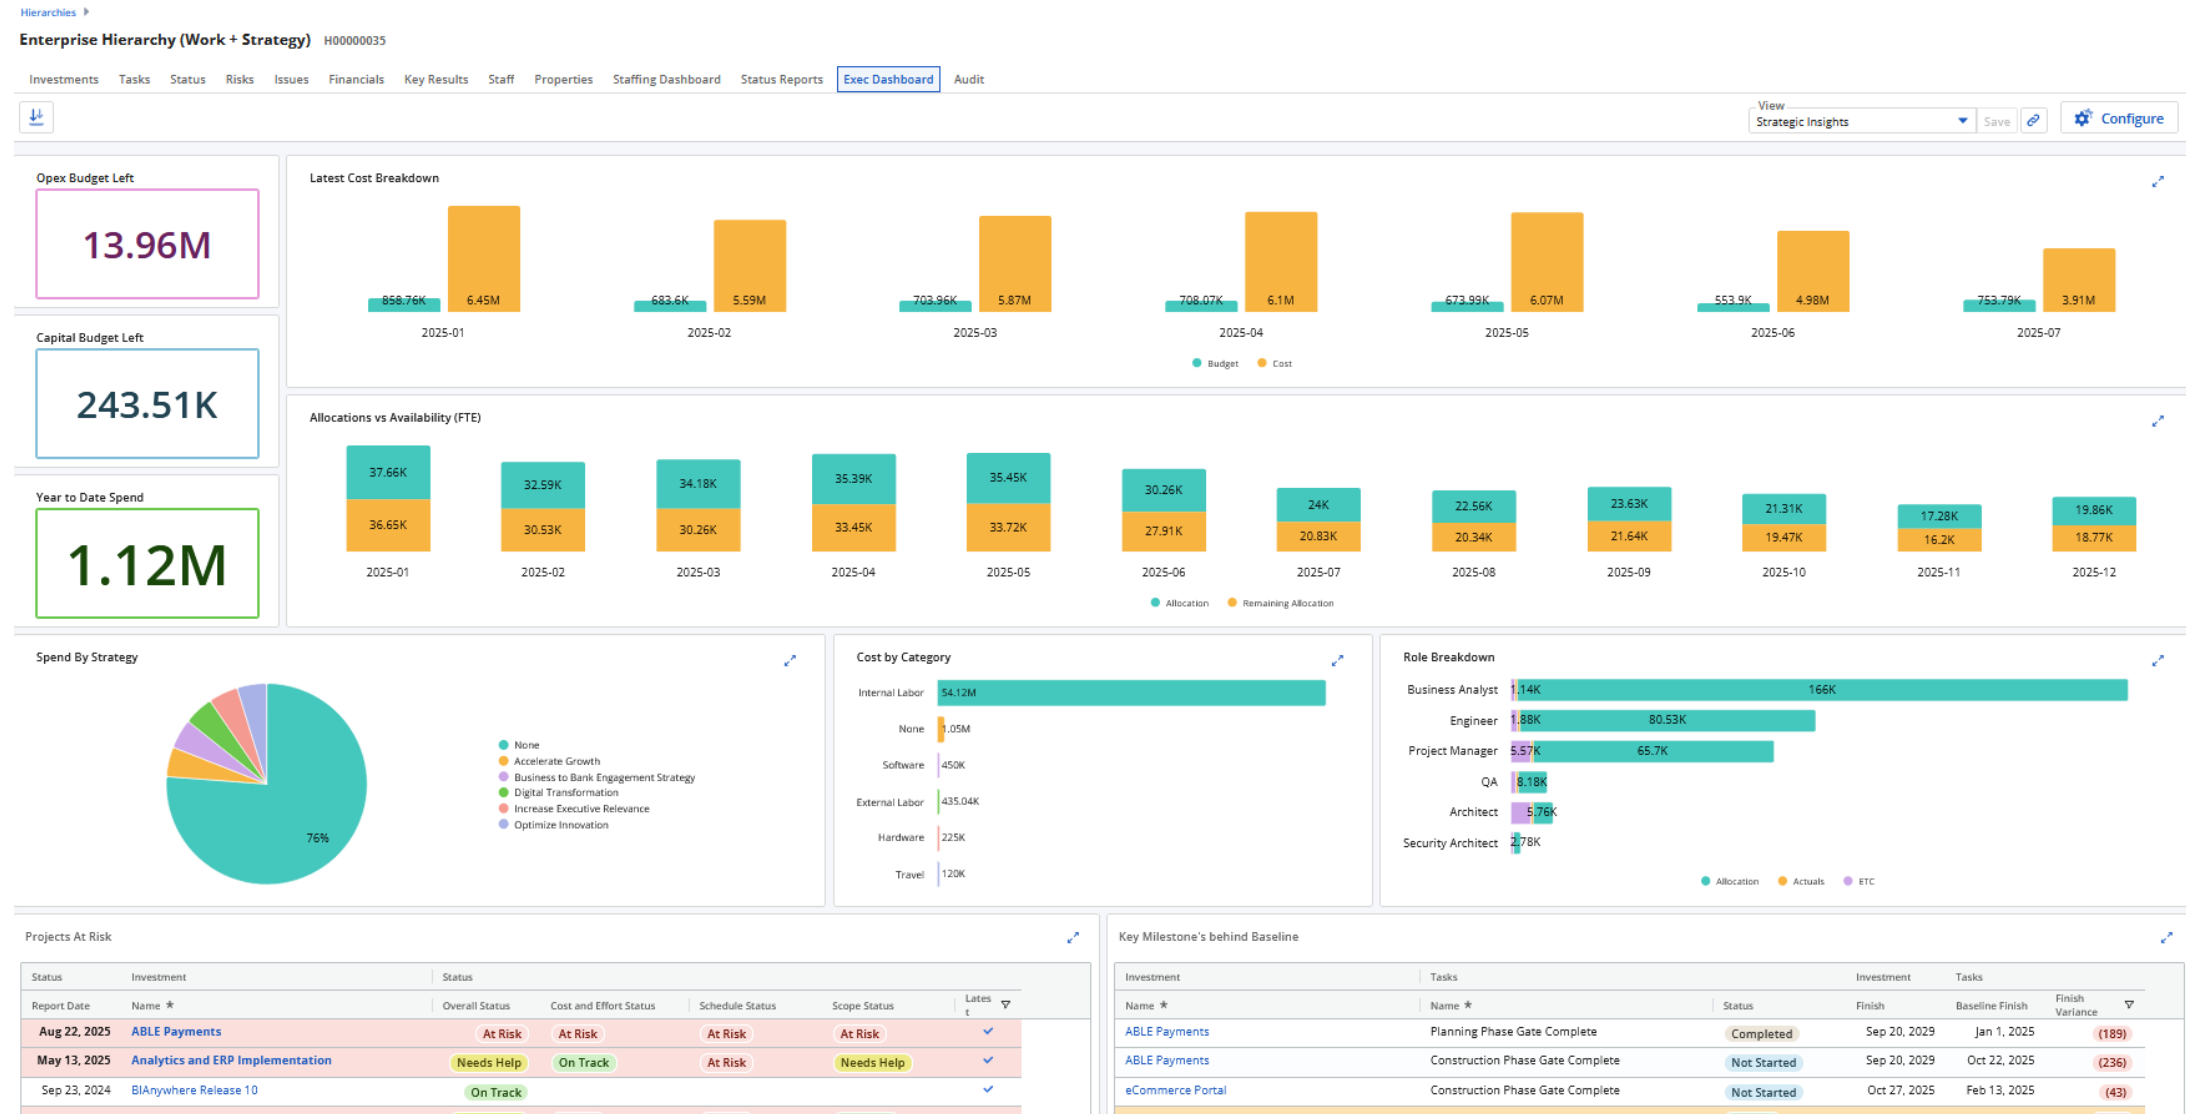 Hierarchies
Enterprise Hierarchy (Work + Strategy) H00000035
Investments Tasks Status Risks Issues Financials Key Results Staff Properties Staffing Dashboard Status Reports Exec Dashboard Audit
View
Strategic Insights
Save
Configure
Opex Budget Left
13.96M
Capital Budget Left
243.51K
Year to Date Spend
1.12M
Latest Cost Breakdown
858.76K 6.45M 683.6K 5.59M 703.96K 5.87M 708.07K 6.1M 673.99K 6.07M 553.9K 4.98M 753.79K 3.91M
2025-01 2025-02 2025-03 2025-04 2025-05 2025-06 2025-07
Budget Cost
Allocations vs Availability (FTE)
37.66K 32.59K 34.18K 35.39K 35.45K 30.26K 24K 22.56K 23.63K 21.31K 17.28K 19.86K
36.65K 30.53K 30.26K 33.45K 33.72K 27.91K 20.83K 20.34K 21.64K 19.47K 16.2K 18.77K
2025-01 2025-02 2025-03 2025-04 2025-05 2025-06 2025-07 2025-08 2025-09 2025-10 2025-11 2025-12
Allocation Remaining Allocation
Spend By Strategy
76%
None
Accelerate Growth
Business to Bank Engagement Strategy
Digital Transformation
Increase Executive Relevance
Optimize Innovation
Cost by Category
Internal Labor 54.12M
None 1.05M
Software 450K
External Labor 435.04K
Hardware 225K
Travel 120K
Role Breakdown
Business Analyst 1.14K 166K
Engineer 1.88K 80.53K
Project Manager 5.57K 65.7K
QA 8.18K
Architect 5.76K
Security Architect 2.78K
Allocation Actuals ETC
Projects At Risk
Status Investment Status
Report Date Name * Overall Status Cost and Effort Status Schedule Status Scope Status Lates
t
Aug 22, 2025 ABLE Payments At Risk At Risk At Risk At Risk
May 13, 2025 Analytics and ERP Implementation Needs Help On Track At Risk Needs Help
Sep 23, 2024 BIAnywhere Release 10 On Track
Key Milestone's behind Baseline
Investment Tasks Investment Tasks
Name * Name * Status Finish Baseline Finish Finish
Variance
ABLE Payments Planning Phase Gate Complete Completed Sep 20, 2029 Jan 1, 2025 (189)
ABLE Payments Construction Phase Gate Complete Not Started Sep 20, 2029 Oct 22, 2025 (236)
eCommerce Portal Construction Phase Gate Complete Not Started Oct 27, 2025 Feb 13, 2025 (43)